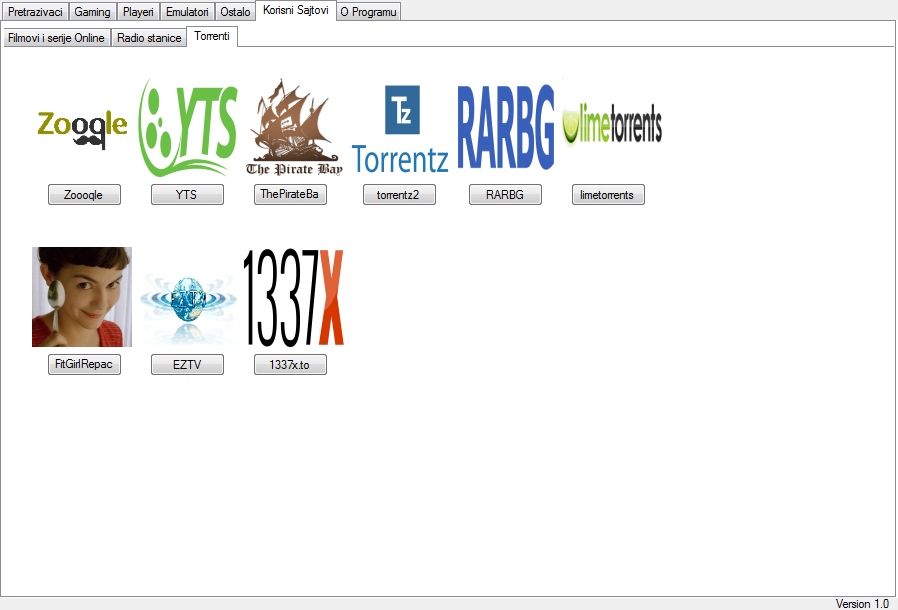 Pretrazivaci Gaming Playeri Emulatori Ostalo Korisni Sajtovi O Programu
Filmovi i serije Online Radio stanice Torrenti
Zooqle YTS The Pirate Bay Tz Torrentz RARBG limetorrents
Zoooqle YTS ThePirateBa torrentz2 RARBG limetorrents
EZTV 1337X
FitGirlRepac EZTV 1337x.to
Version 1.0